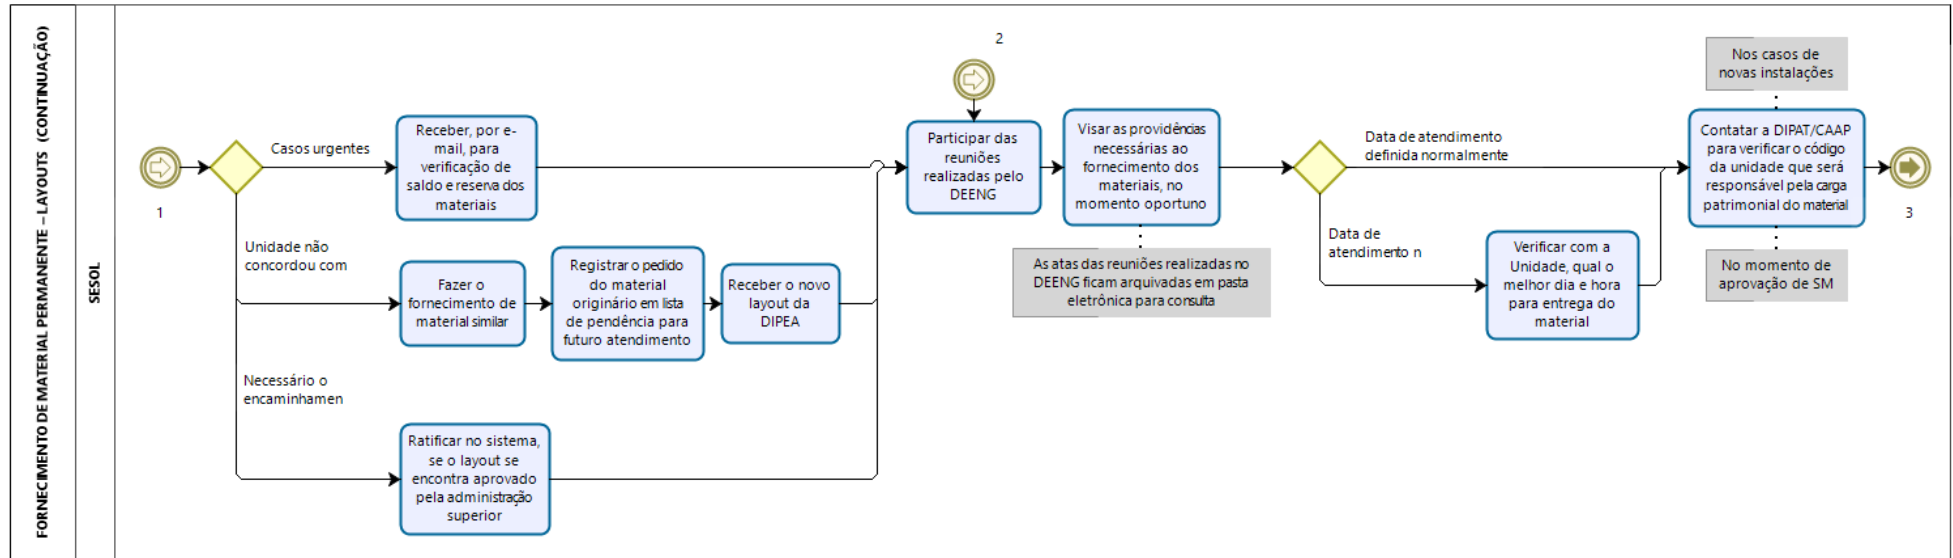 FORNECIMENTO DE MATERIAL PERMANENTE – LAYOUTS (CONTINUAÇÃO)
SESOL
1
Casos urgentes
Receber, por e-
mail, para
verificação de
saldo e reserva dos
materiais
Unidade não
concordou com
Fazer o
fornecimento de
material similar
Registrar o pedido
do material
originário em lista
de pendência para
futuro atendimento
Receber o novo
layout da
DIPEA
Necessário o
encaminhamen
Ratificar no sistema,
se o layout se
encontra aprovado
pela administração
superior
2
Participar das
reuniões
realizadas pelo
DEENG
Visar as providências
necessárias ao
fornecimento dos
materiais, no
momento oportuno
As atas das reuniões realizadas no
DEENG ficam arquivadas em pasta
eletrônica para consulta
Data de atendimento
definida normalmente
Data de
atendimento n
Verificar com a
Unidade, qual o
melhor dia e hora
para entrega do
material
Nos casos de
novas instalações
Contatar a DIPAT/CAAP
para verificar o código
da unidade que será
responsável pela carga
patrimonial do material
No momento de
aprovação de SM
3